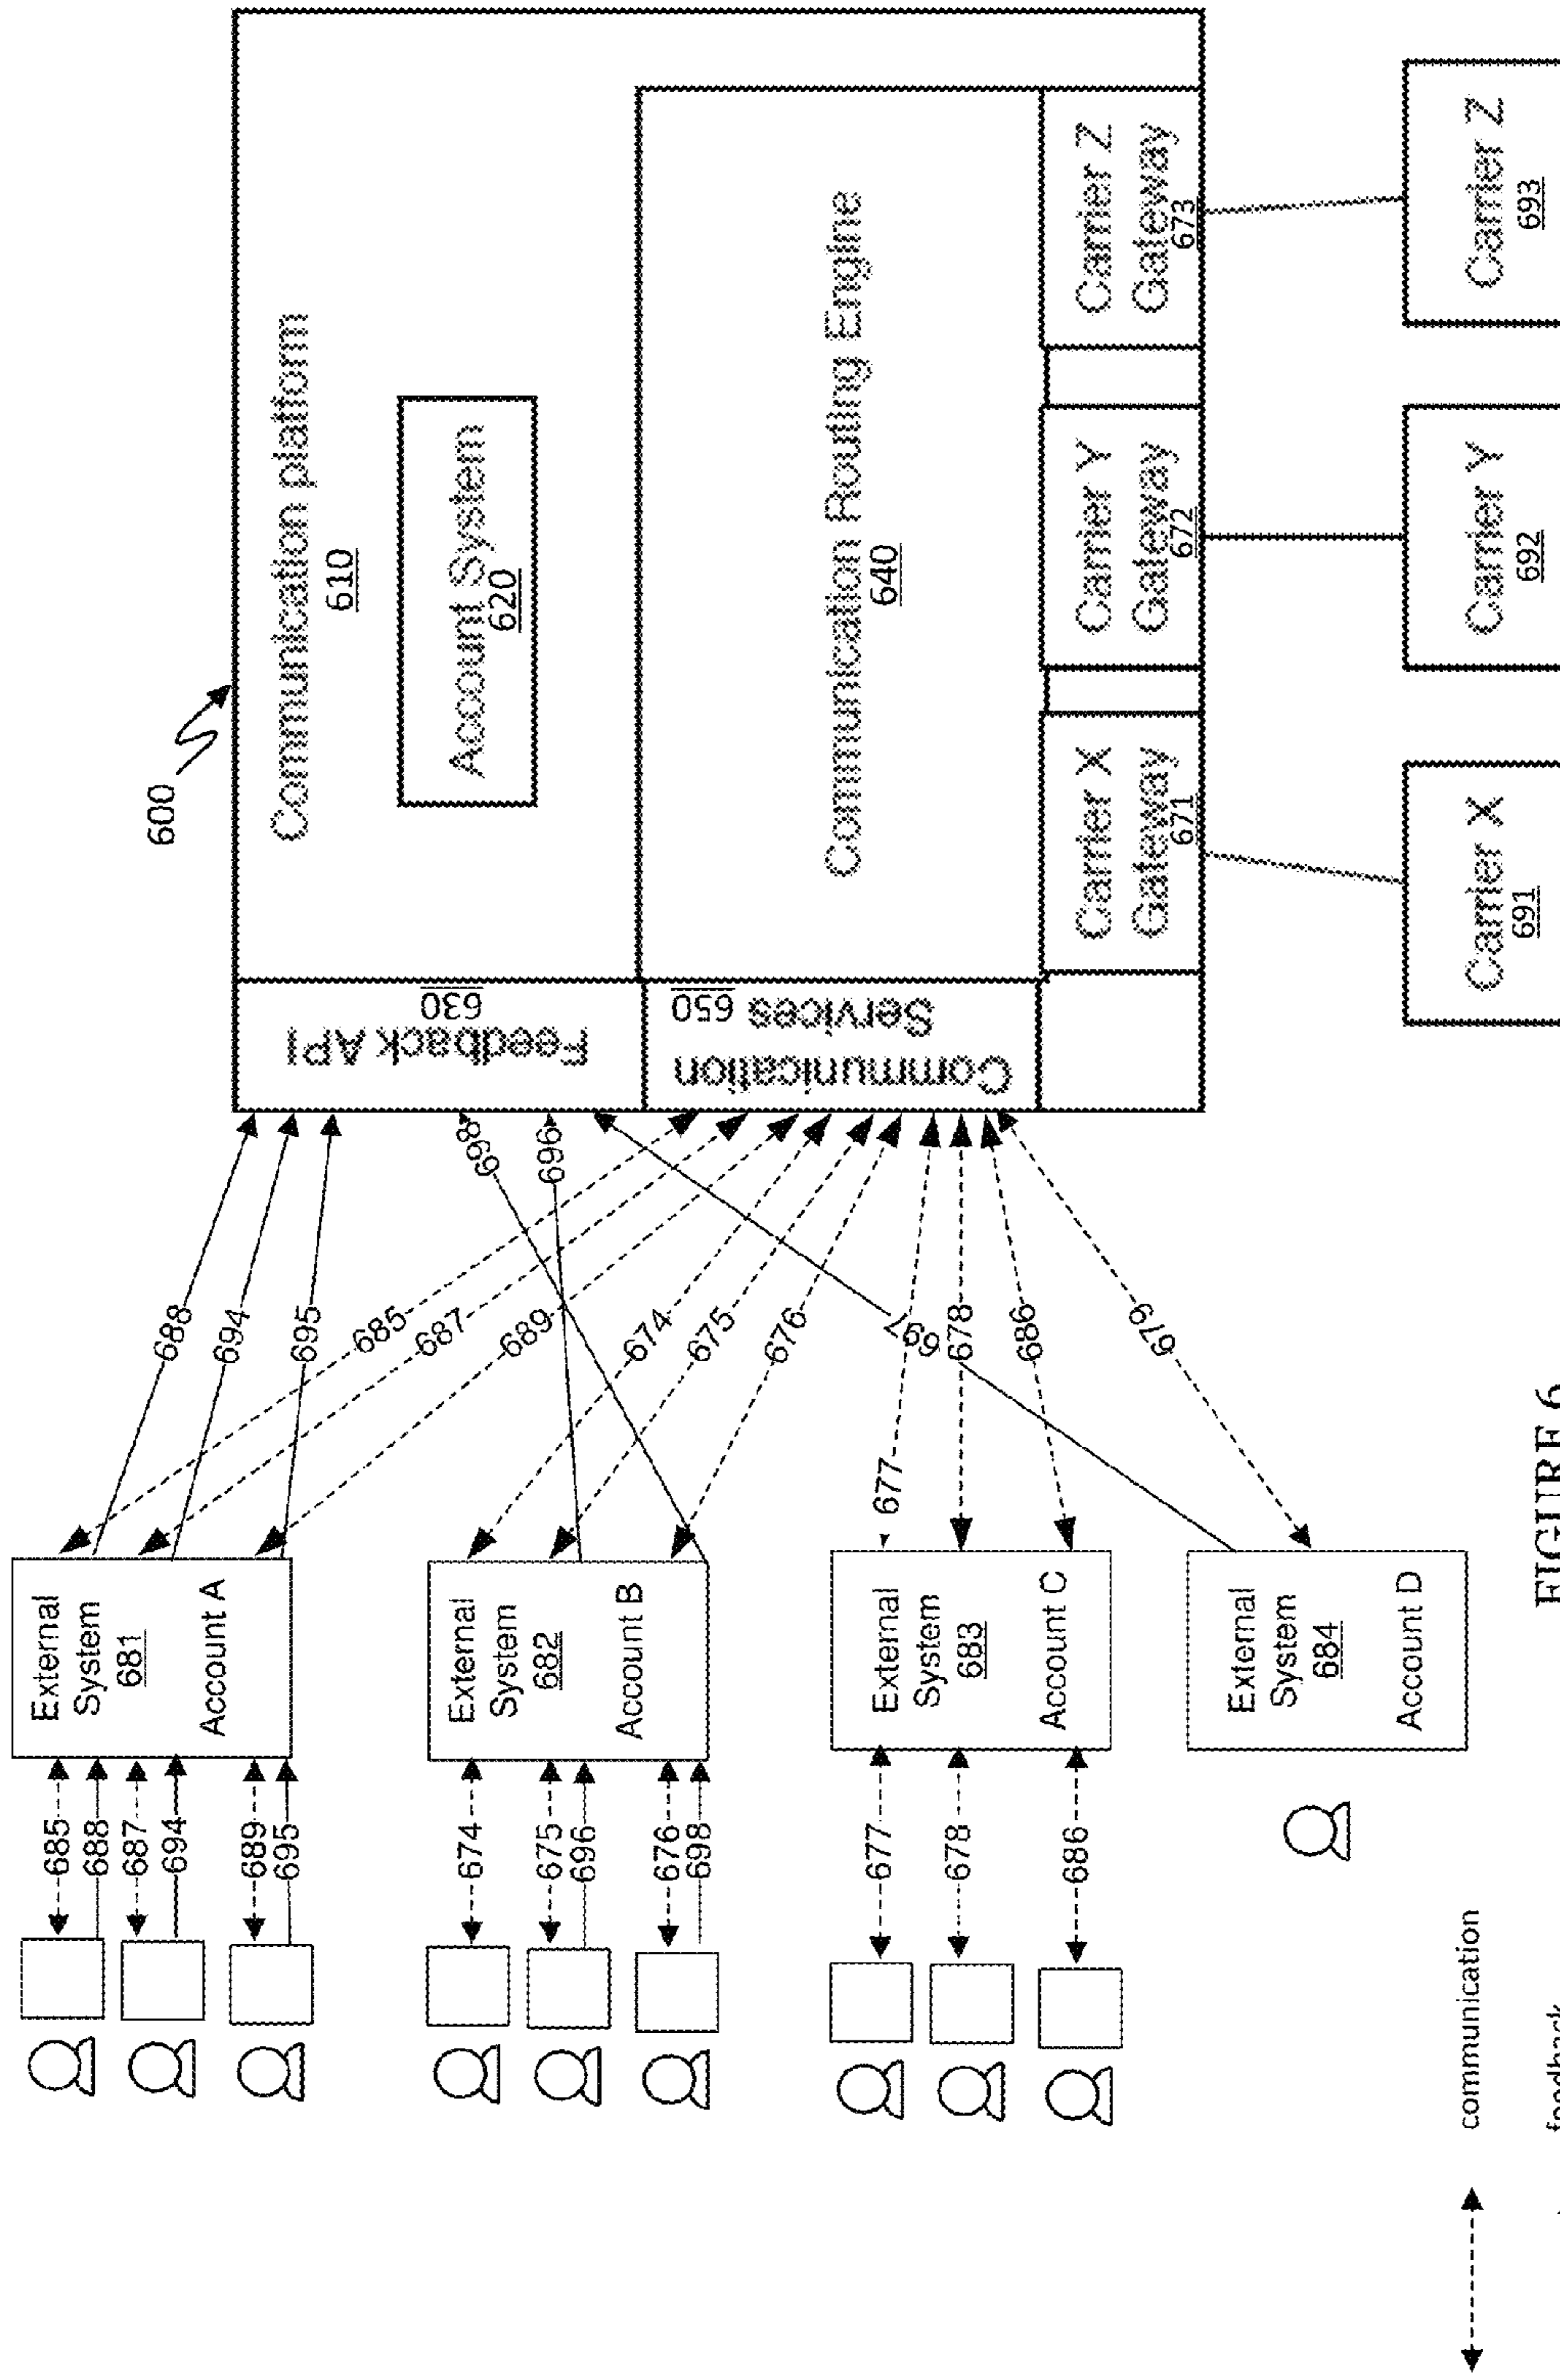 600
Communication platform
610
Account System
620
Feedback API
630
Communication Routing Engine
640
Communication
Services 650
Carrier X
Gateway
671
Carrier Y
Gateway
672
Carrier Z
Gateway
673
Carrier X
691
Carrier Y
692
Carrier Z
693
688
694
695
685
687
689
698
696
674
675
676
677
697
678
686
679
External
System
681
Account A
External
System
682
Account B
External
System
683
Account C
External
System
684
Account D
685
688
687
694
689
695
674
675
696
676
698
677
678
686
communication
feedback
FIGURE 6